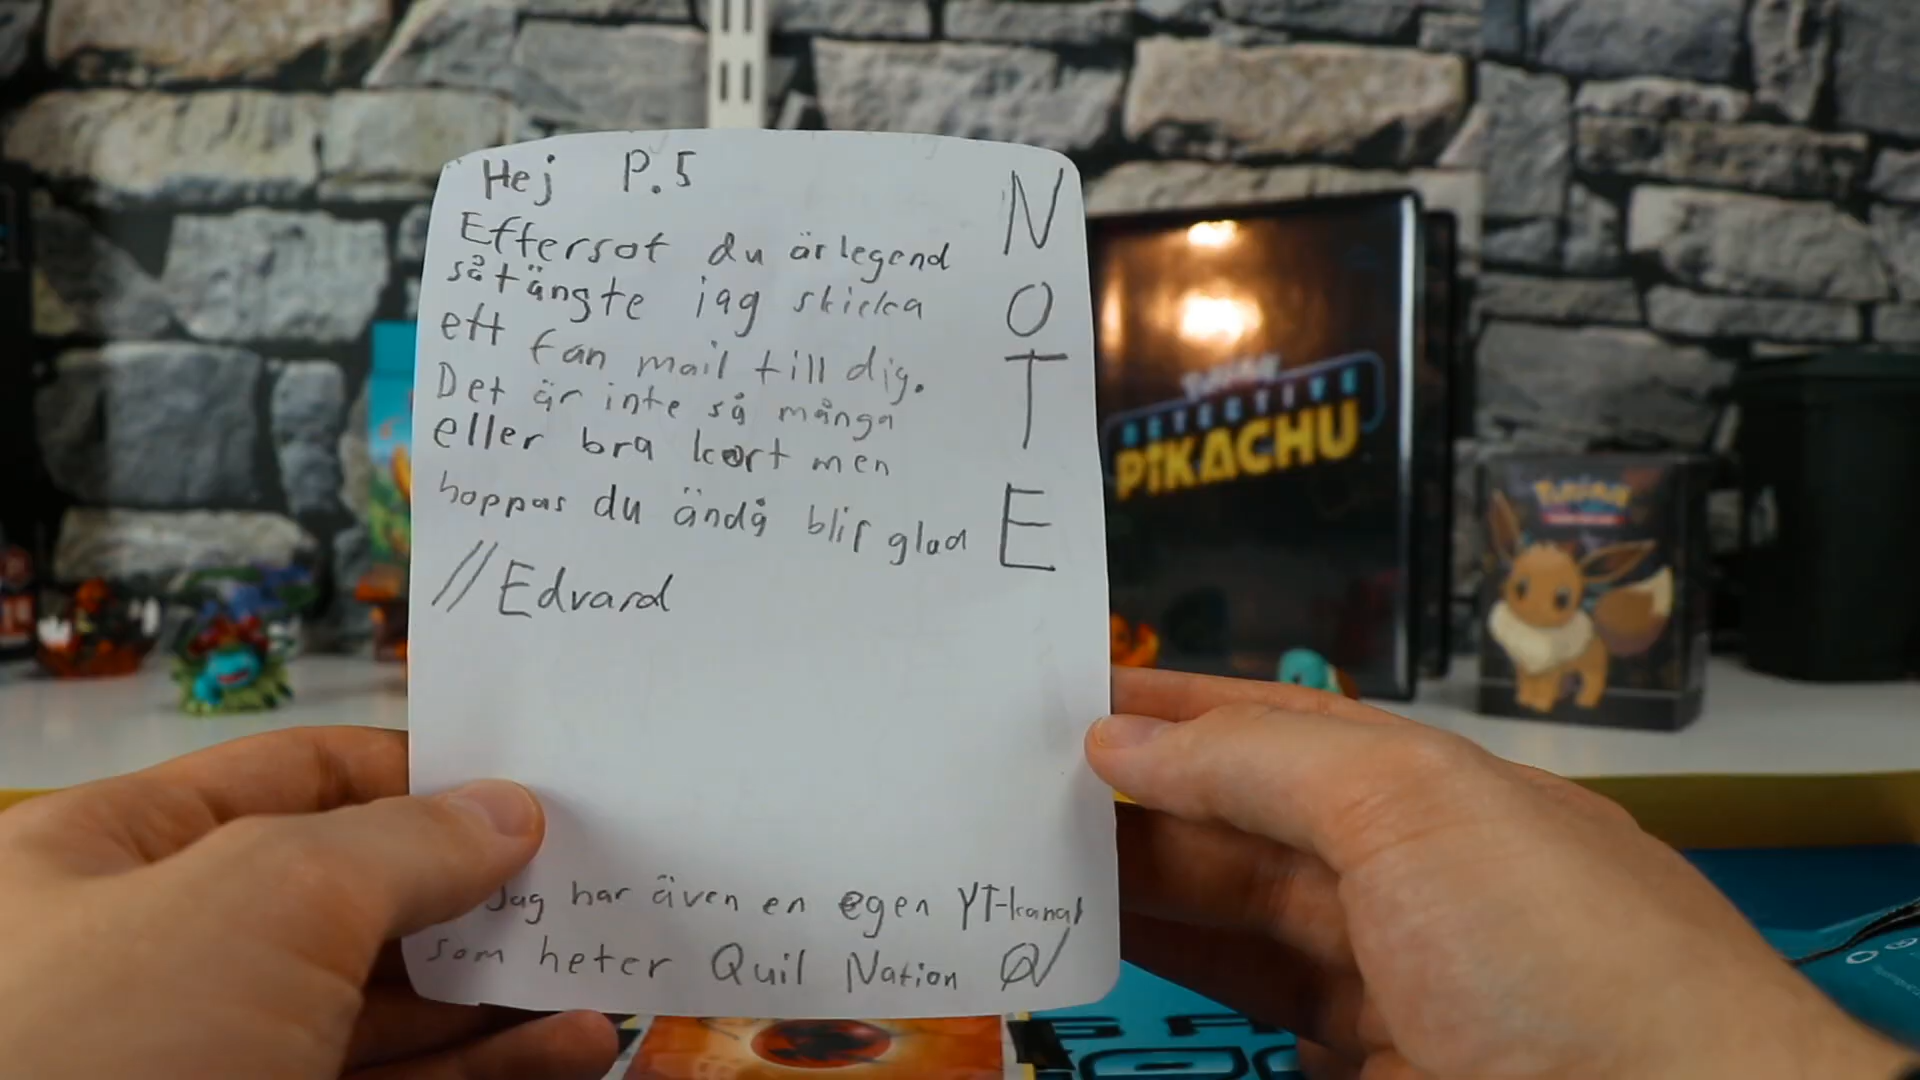 Hej P.5
Effersot du är legend
så tängte jag skicka
ett fan mail till dig.
Det är inte så många
eller bra kort men
hoppas du ändå blir glad
// Edvard
Jag har även en egen YT-kanal
som heter Quil Nation
NOTE
POKÉMON
DETECTIVE
PIKACHU
POKÉMON